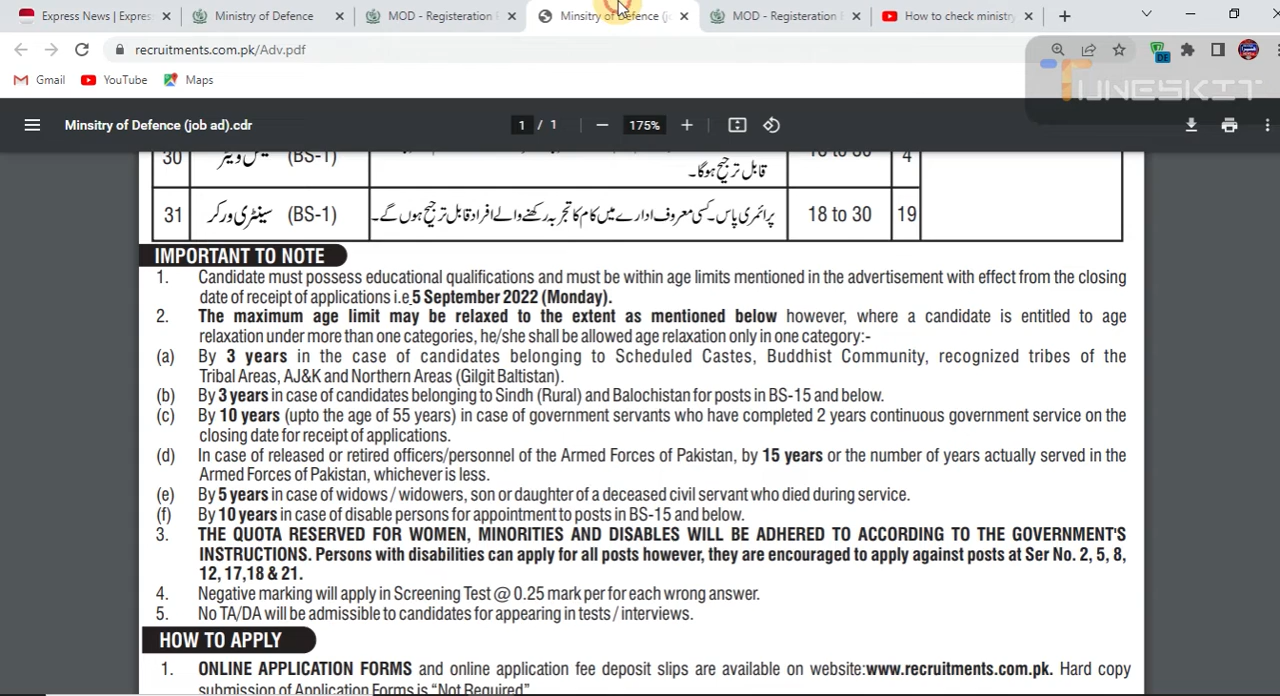 Express News | Expres
Ministry of Defence
MOD - Registeration F
Minsitry of Defence (jo
MOD - Registration F
How to check ministry
recruitments.com.pk/Adv.pdf
Gmail
YouTube
Maps
DE
TUNESKIT
Minsitry of Defence (job ad).cdr
1 / 1
175%
30 (BS-1) 4
قابل ترجیح ہوگا۔
31 سینٹری ورکر (BS-1) پرائمری پاس۔ کسی معروف ادارے میں کام کا تجربہ رکھنے والے افراد قابل ترجیح ہوں گے۔ 18 to 30 19
IMPORTANT TO NOTE
1. Candidate must possess educational qualifications and must be within age limits mentioned in the advertisement with effect from the closing
date of receipt of applications i.e 5 September 2022 (Monday).
2. The maximum age limit may be relaxed to the extent as mentioned below however, where a candidate is entitled to age
relaxation under more than one categories, he/she shall be allowed age relaxation only in one category:-
(a) By 3 years in the case of candidates belonging to Scheduled Castes, Buddhist Community, recognized tribes of the
Tribal Areas, AJ&K and Northern Areas (Gilgit Baltistan).
(b) By 3 years in case of candidates belonging to Sindh (Rural) and Balochistan for posts in BS-15 and below.
(c) By 10 years (upto the age of 55 years) in case of government servants who have completed 2 years continuous government service on the
closing date for receipt of applications.
(d) In case of released or retired officers/personnel of the Armed Forces of Pakistan, by 15 years or the number of years actually served in the
Armed Forces of Pakistan, whichever is less.
(e) By 5 years in case of widows / widowers, son or daughter of a deceased civil servant who died during service.
(f) By 10 years in case of disable persons for appointment to posts in BS-15 and below.
3. THE QUOTA RESERVED FOR WOMEN, MINORITIES AND DISABLES WILL BE ADHERED TO ACCORDING TO THE GOVERNMENT'S
INSTRUCTIONS. Persons with disabilities can apply for all posts however, they are encouraged to apply against posts at Ser No. 2, 5, 8,
12, 17,18 & 21.
4. Negative marking will apply in Screening Test @ 0.25 mark per for each wrong answer.
5. No TA/DA will be admissible to candidates for appearing in tests / interviews.
HOW TO APPLY
1. ONLINE APPLICATION FORMS and online application fee deposit slips are available on website:www.recruitments.com.pk. Hard copy
submission of Application Forms is "Not Required"